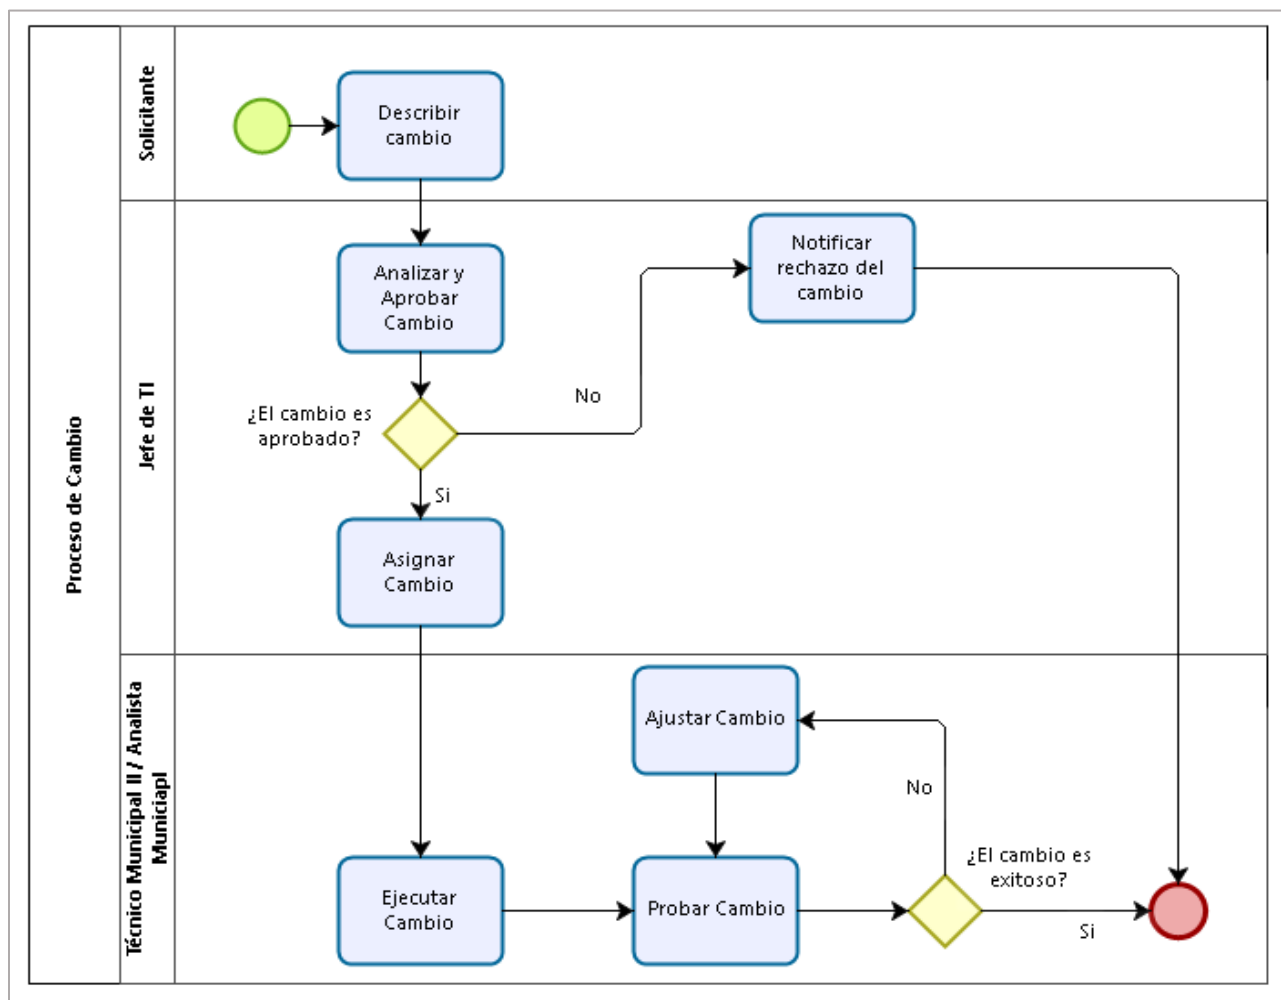 Proceso de Cambio
Solicitante
Describir
cambio
Jefe de TI
Analizar y
Aprobar
Cambio
Notificar
rechazo del
cambio
¿El cambio es
aprobado?
No
Si
Asignar
Cambio
Técnico Municipal II / Analista
Municiapl
Ajustar Cambio
No
Ejecutar
Cambio
Probar Cambio
¿El cambio es
exitoso?
Si